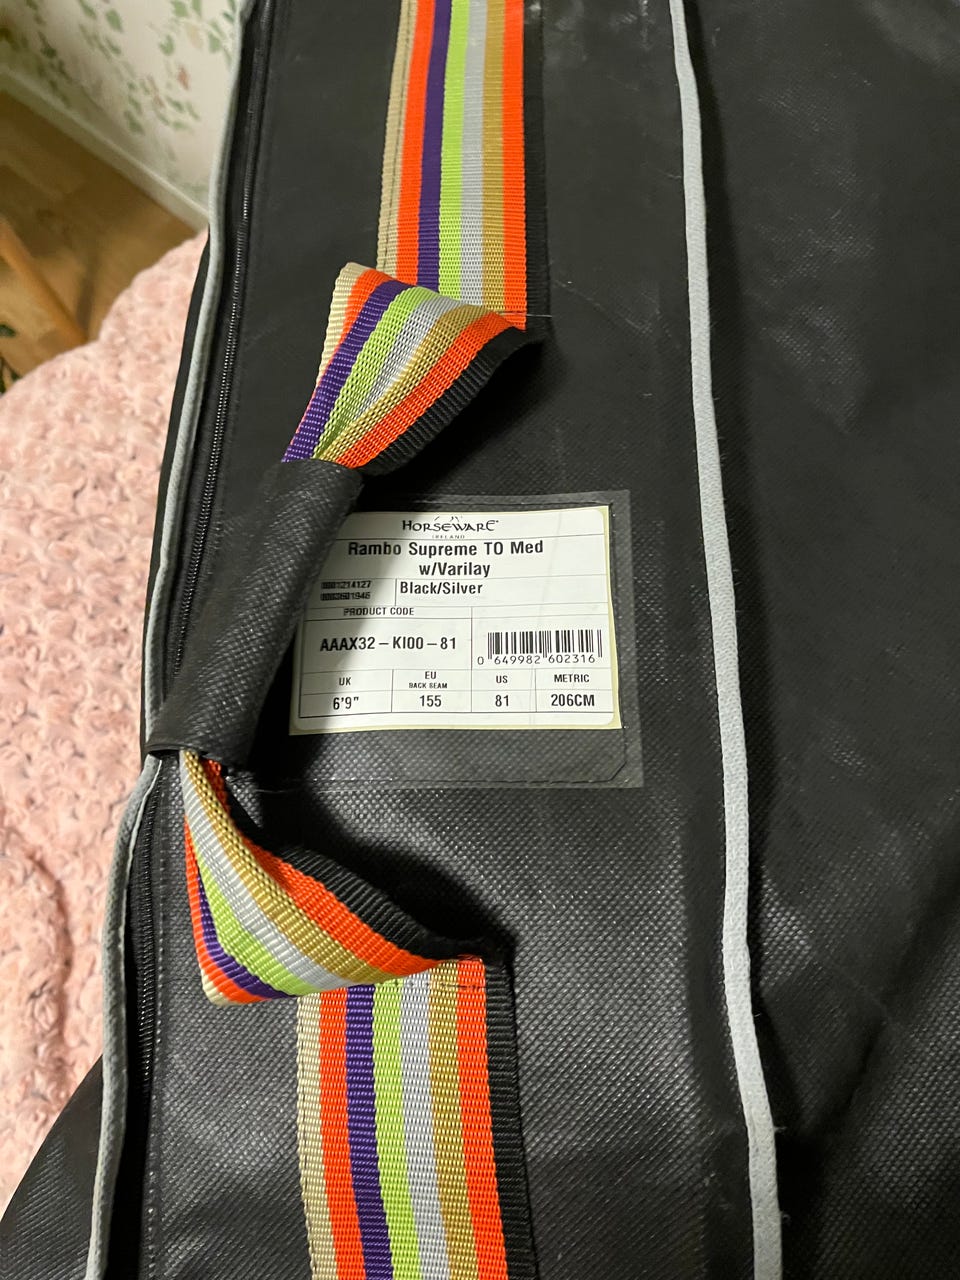 HORSEWARE
IRELAND
Rambo Supreme TO Med
w/Varilay
Black/Silver
PRODUCT CODE
AAAX32-KI00-81
0 649982 602316
UK EU BACK SEAM US METRIC
6'9" 155 81 206CM